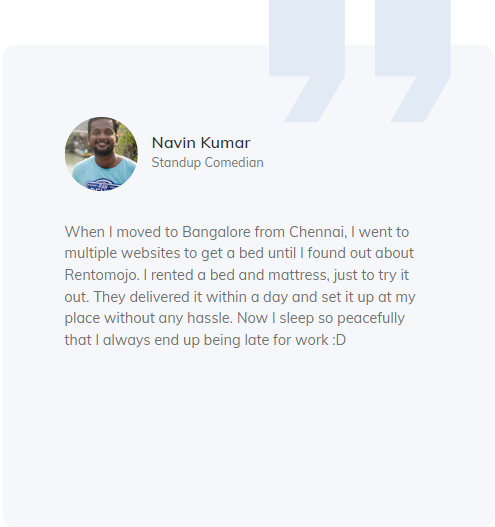 Navin Kumar
Standup Comedian
When I moved to Bangalore from Chennai, I went to
multiple websites to get a bed until I found out about
Rentomojo. I rented a bed and mattress, just to try it
out. They delivered it within a day and set it up at my
place without any hassle. Now I sleep so peacefully
that I always end up being late for work :D